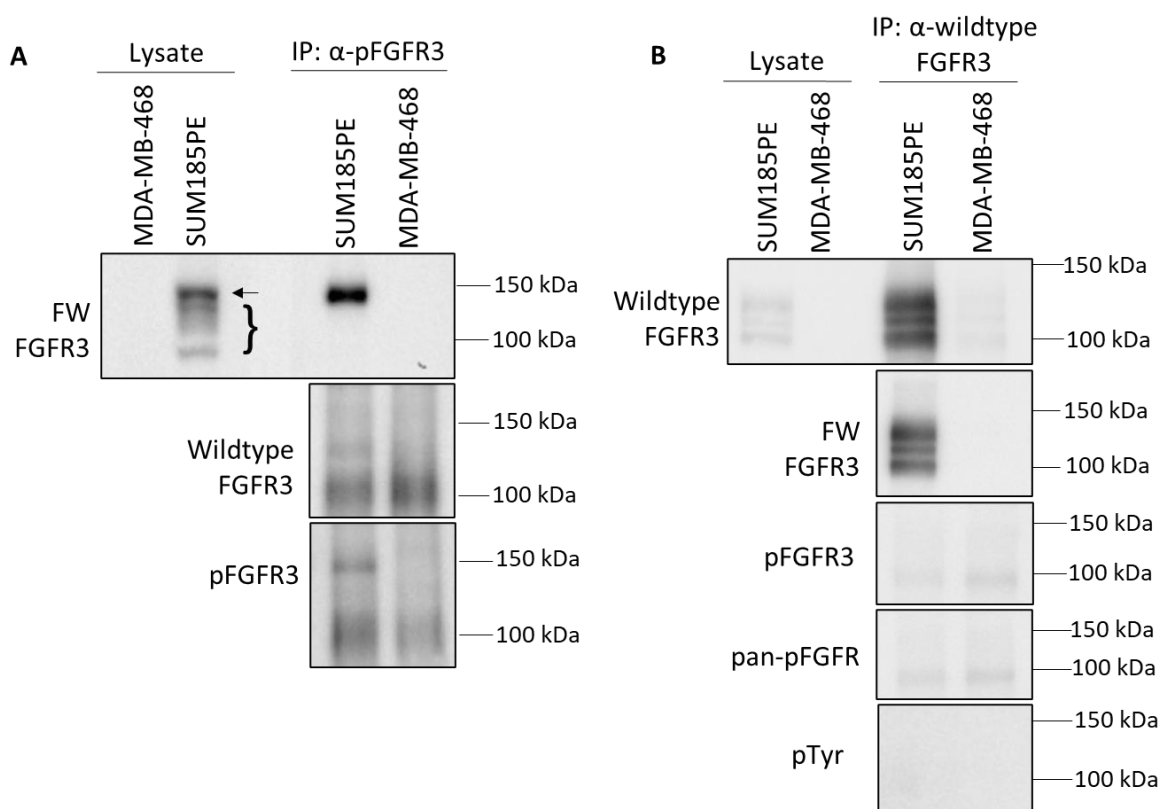 A
Lysate
IP: α-pFGFR3
MDA-MB-468
SUM185PE
SUM185PE
MDA-MB-468
FW
FGFR3
}
150 kDa
100 kDa
Wildtype
FGFR3
150 kDa
100 kDa
pFGFR3
150 kDa
100 kDa
B
Lysate
IP: α-wildtype
FGFR3
SUM185PE
MDA-MB-468
SUM185PE
MDA-MB-468
Wildtype
FGFR3
150 kDa
100 kDa
FW
FGFR3
150 kDa
100 kDa
pFGFR3
150 kDa
100 kDa
pan-pFGFR
150 kDa
100 kDa
pTyr
150 kDa
100 kDa